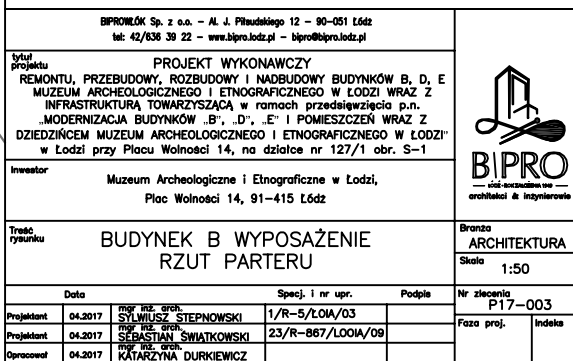 BIPROWŁÓK Sp. z o.o. – Al. J. Piłsudskiego 12 – 90-051 Łódź
tel: 42/636 39 22 – www.bipro.lodz.pl – bipro@bipro.lodz.pl
tytuł
projektu
PROJEKT WYKONAWCZY
REMONTU, PRZEBUDOWY, ROZBUDOWY I NADBUDOWY BUDYNKÓW B, D, E
MUZEUM ARCHEOLOGICZNEGO I ETNOGRAFICZNEGO W ŁODZI WRAZ Z
INFRASTRUKTURĄ TOWARZYSZĄCĄ w ramach przedsięwzięcia p.n.
„MODERNIZACJA BUDYNKÓW „B”, „D”, „E” I POMIESZCZEŃ WRAZ Z
DZIEDZIŃCEM MUZEUM ARCHEOLOGICZNEGO I ETNOGRAFICZNEGO W ŁODZI”
w Łodzi przy Placu Wolności 14, na działce nr 127/1 obr. S-1
BIPRO
ŁÓDŹ - ROK ZAŁOŻENIA 1949
architekci & inżynierowie
Inwestor
Muzeum Archeologiczne i Etnograficzne w Łodzi,
Plac Wolności 14, 91-415 Łódź
Treść
rysunku
BUDYNEK B WYPOSAŻENIE
RZUT PARTERU
Branża
ARCHITEKTURA
Skala
1:50
Data Specj. i nr upr. Podpis
Nr zlecenia
P17-003
Projektant 04.2017 mgr inż. arch. SYLWIUSZ STEPNOWSKI 1/R-5/ŁOIA/03
Projektant 04.2017 mgr inż. arch. SEBASTIAN ŚWIĄTKOWSKI 23/R-867/LOOIA/09
Opracował 04.2017 mgr inż. arch. KATARZYNA DURKIEWICZ
Faza proj. Indeks